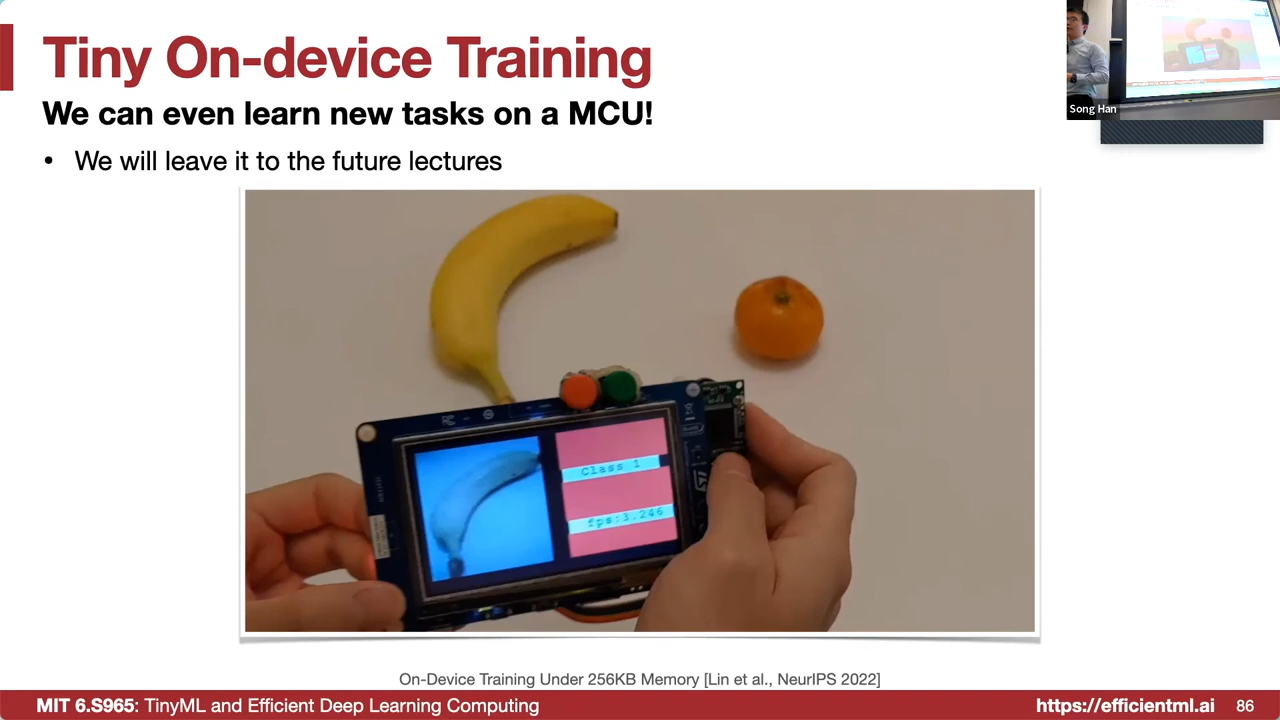 Tiny On-device Training
We can even learn new tasks on a MCU!
• We will leave it to the future lectures
Song Han
Class 1
fps:3.246
On-Device Training Under 256KB Memory [Lin et al., NeurIPS 2022]
MIT 6.S965: TinyML and Efficient Deep Learning Computing
https://efficientml.ai
86